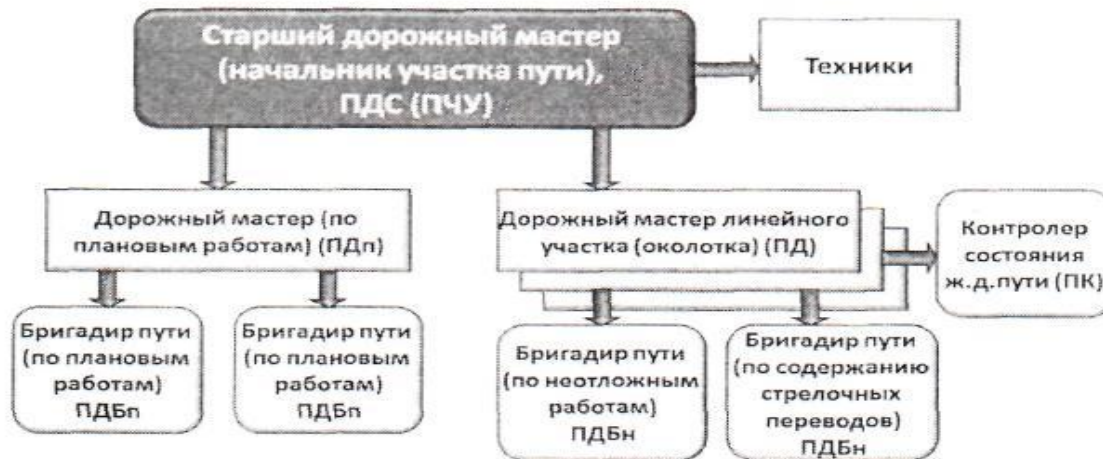 Старший дорожный мастер
(начальник участка пути),
ПДС (ПЧУ)
Техники
Дорожный мастер (по
плановым работам) (ПДп)
Дорожный мастер линейного
участка (околотка) (ПД)
Контролер
состояния
ж.д.пути (ПК)
Бригадир пути
(по плановым
работам)
ПДБп
Бригадир пути
(по плановым
работам)
ПДБп
Бригадир пути
(по неотложным
работам)
ПДБн
Бригадир пути
(по содержанию
стрелочных
переводов)
ПДБн